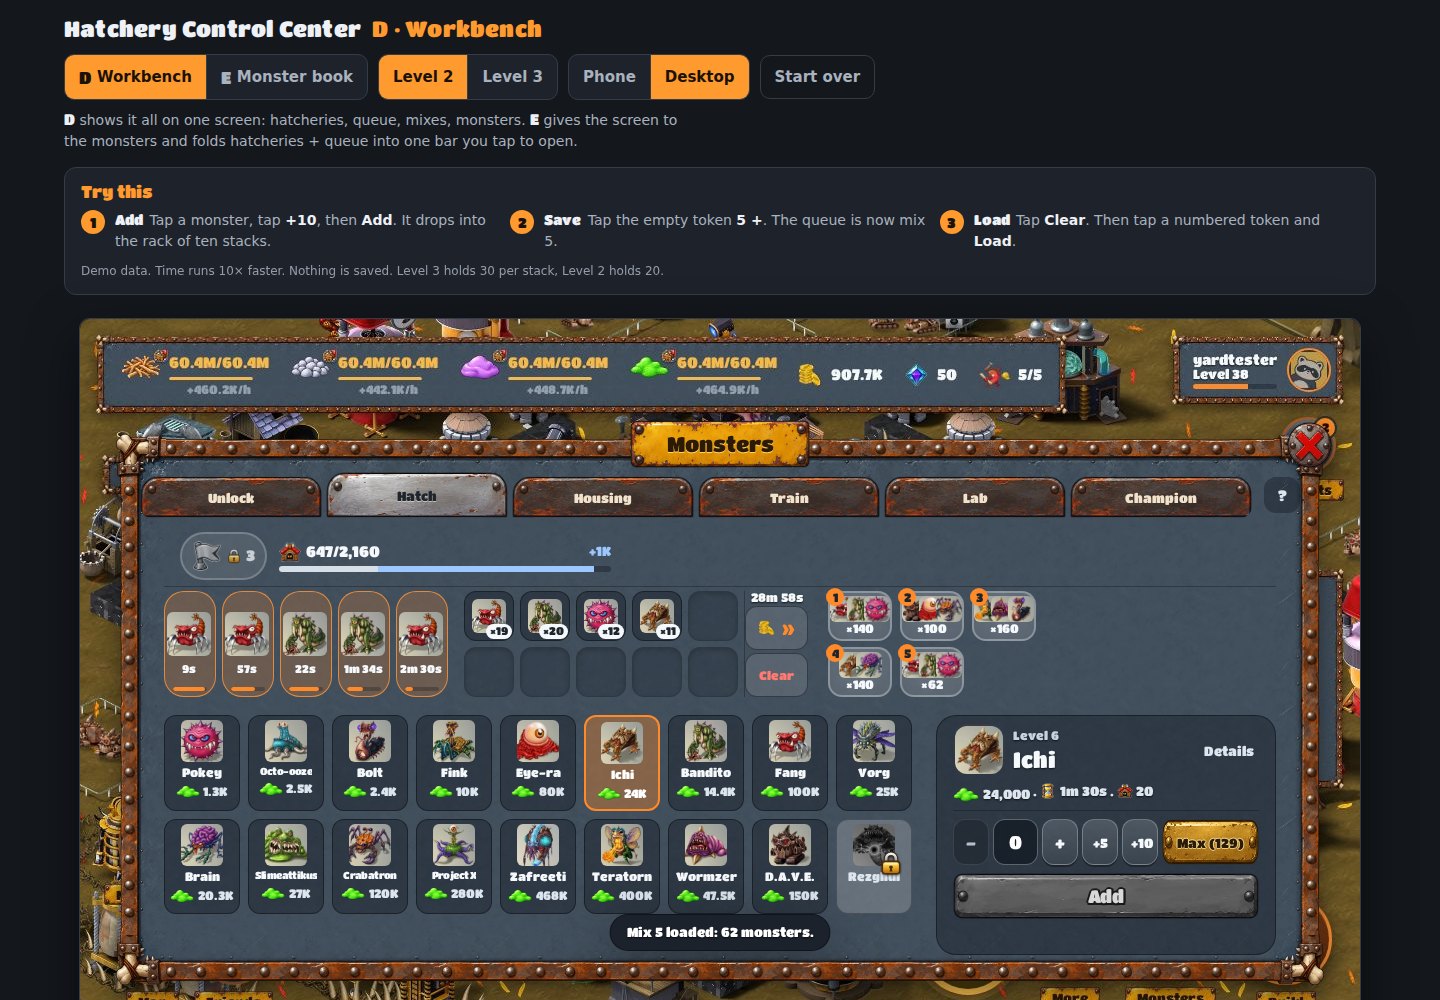 Hatchery Control Center D · Workbench
D Workbench E Monster book Level 2 Level 3 Phone Desktop Start over
D shows it all on one screen: hatcheries, queue, mixes, monsters. E gives the screen to
the monsters and folds hatcheries + queue into one bar you tap to open.
Try this
1 Add Tap a monster, tap +10, then Add. It drops into
the rack of ten stacks.
2 Save Tap the empty token 5 +. The queue is now mix
5.
3 Load Tap Clear. Then tap a numbered token and
Load.
Demo data. Time runs 10× faster. Nothing is saved. Level 3 holds 30 per stack, Level 2 holds 20.
60.4M/60.4M 60.4M/60.4M 60.4M/60.4M 60.4M/60.4M 907.7K 50 5/5
+460.2K/h +442.1K/h +448.7K/h +464.9K/h
yardtester
Level 38
Monsters
Unlock Hatch Housing Train Lab Champion ?
3 647/2,160 +1K
9s 57s 22s 1m 34s 2m 30s
×19 ×20 ×12 ×11
28m 58s
Clear
1 ×140 2 ×100 3 ×160
4 ×140 5 ×62
Pokey Octo-ooze Bolt Fink Eye-ra Ichi Bandito Fang Vorg
1.3K 2.5K 2.4K 10K 80K 24K 14.4K 100K 25K
Brain Slimeattikus Crabatron Project X Zafreeti Teratorn Wormzer D.A.V.E.
20.3K 27K 120K 280K 468K 400K 47.5K 150K
Level 6
Ichi
Details
24,000 · 1m 30s · 20
− 0 + +5 +10 Max (129)
Add
Mix 5 loaded: 62 monsters.
More Monsters